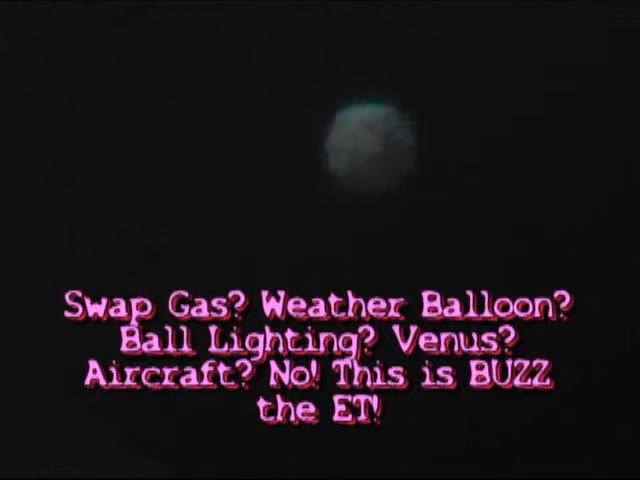 Swap Gas? Weather Balloon?
Ball Lighting? Venus?
Aircraft? No! This is BUZZ
the ET!